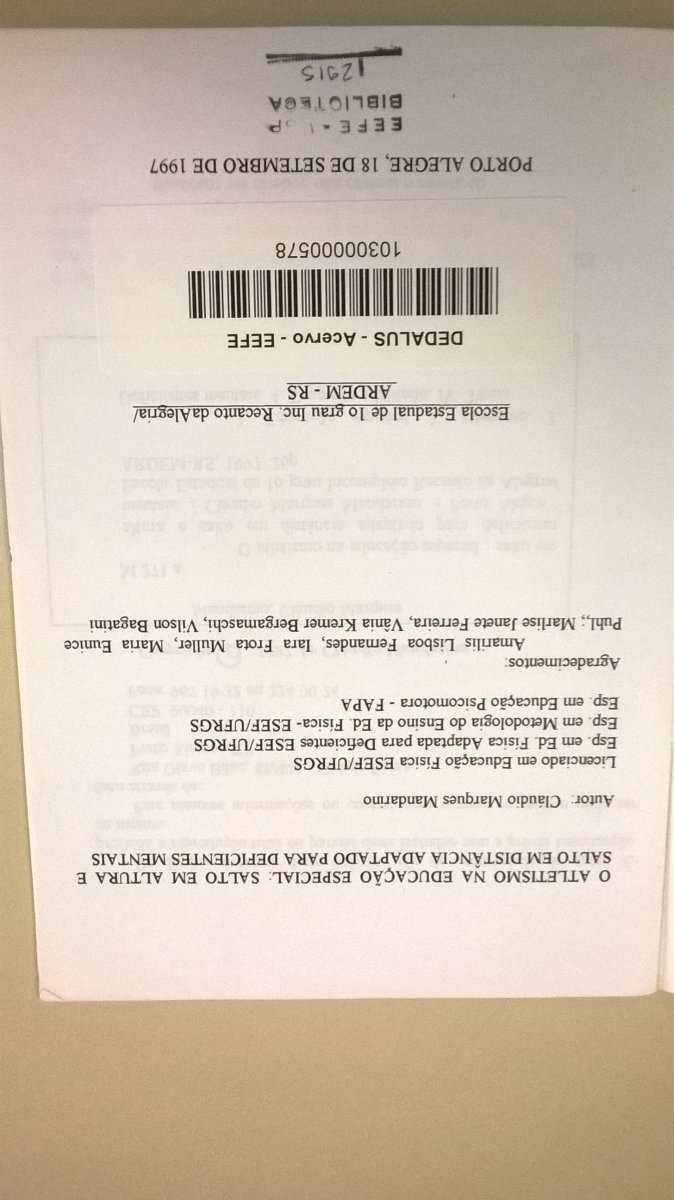 O ATLETISMO NA EDUCAÇÃO ESPECIAL: SALTO EM ALTURA E
SALTO EM DISTÂNCIA ADAPTADO PARA DEFICIENTES MENTAIS
Autor: Cláudio Marques Mandarino
Licenciado em Educação Física ESEF/UFRGS
Esp. em Ed. Física Adaptada para Deficientes ESEF/UFRGS
Esp. em Metodologia do Ensino da Ed. Física- ESEF/UFRGS
Esp. em Educação Psicomotora - FAPA
Agradecimentos:
Amarilis Lisboa Fernandes, Iara Frota Muller, Maria Eunice
Puhl,; Marlise Janete Ferreira, Vânia Kremer Bergamaschi, Vilson Bagatini
Escola Estadual de 1o grau Inc. Recanto da Alegria/
ARDEM - RS
DEDALUS - Acervo - EEFE
10300000578
PORTO ALEGRE, 18 DE SETEMBRO DE 1997
EEFE -
BIBLIOTECA
12915